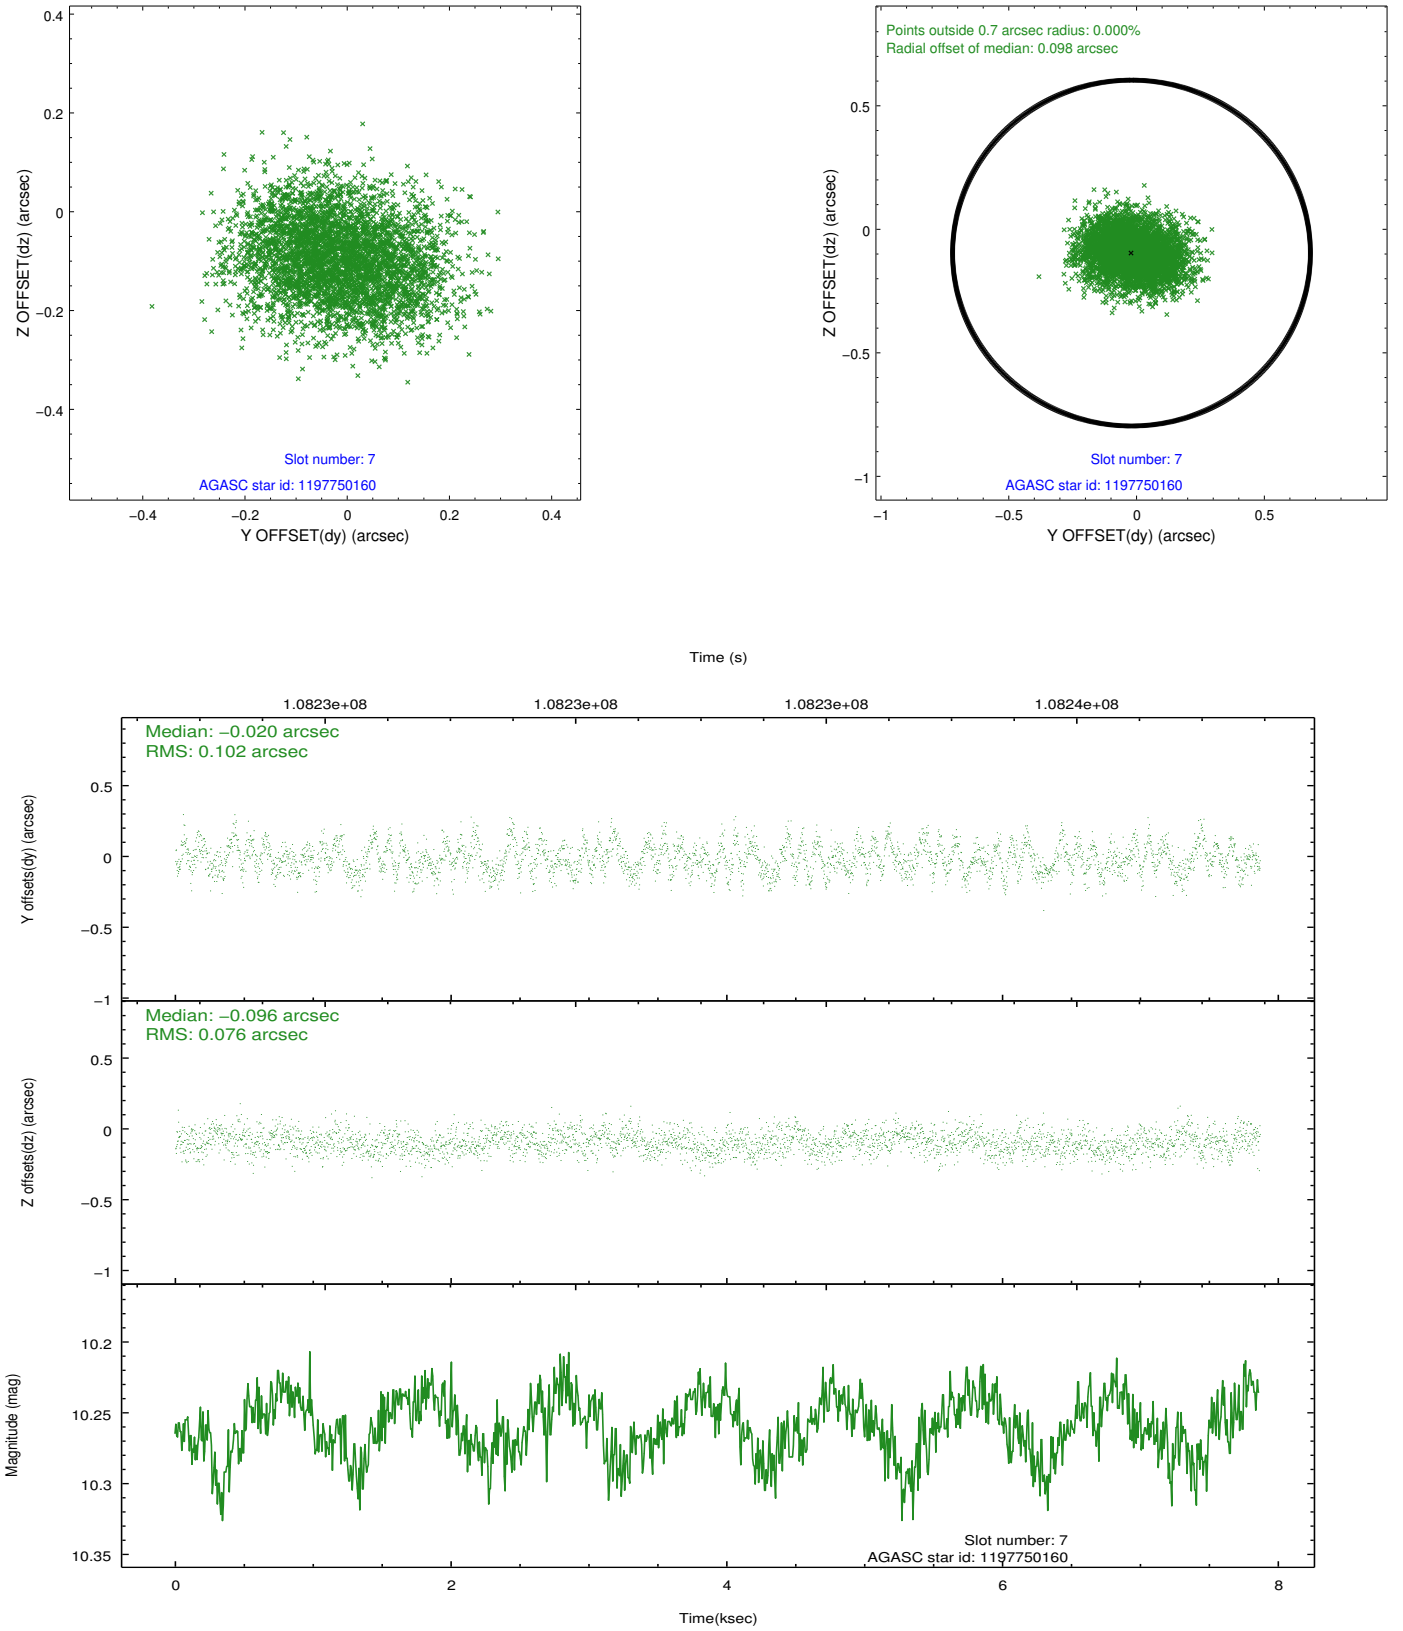 0.4
0.2
0
−0.2
−0.4
Z OFFSET(dz) (arcsec)
Slot number: 7
AGASC star id: 1197750160
−0.4 −0.2 0 0.2 0.4
Y OFFSET(dy) (arcsec)
Points outside 0.7 arcsec radius: 0.000%
Radial offset of median: 0.098 arcsec
0.5
0
−0.5
−1
Z OFFSET(dz) (arcsec)
Slot number: 7
AGASC star id: 1197750160
−1 −0.5 0 0.5
Y OFFSET(dy) (arcsec)
Time (s)
1.0823e+08 1.0823e+08 1.0823e+08 1.0824e+08
Median: −0.020 arcsec
RMS: 0.102 arcsec
0.5
0
−0.5
−1
Y offsets(dy) (arcsec)
Median: −0.096 arcsec
RMS: 0.076 arcsec
0.5
0
−0.5
−1
Z offsets(dz) (arcsec)
10.2
10.25
10.3
10.35
Magnitude (mag)
Slot number: 7
AGASC star id: 1197750160
0 2 4 6 8
Time(ksec)